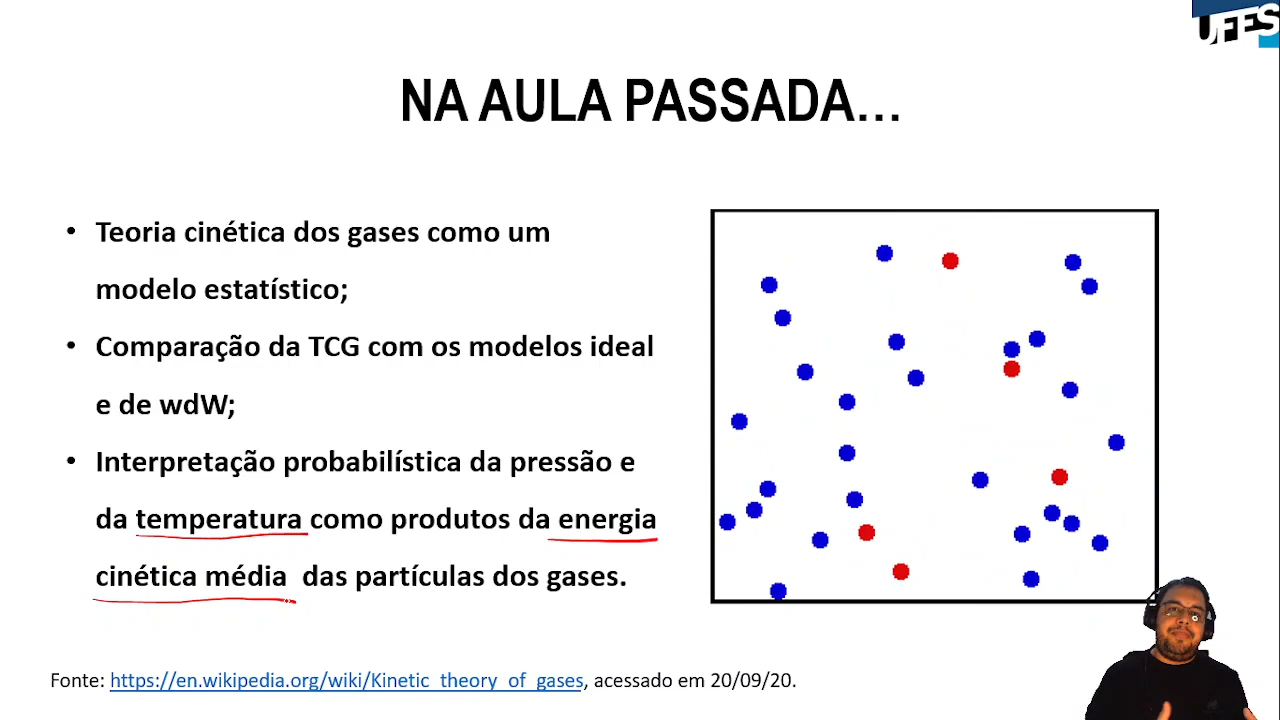 UFES
NA AULA PASSADA...
• Teoria cinética dos gases como um
modelo estatístico;
• Comparação da TCG com os modelos ideal
e de wdW;
• Interpretação probabilística da pressão e
da temperatura como produtos da energia
cinética média das partículas dos gases.
Fonte: https://en.wikipedia.org/wiki/Kinetic_theory_of_gases, acessado em 20/09/20.